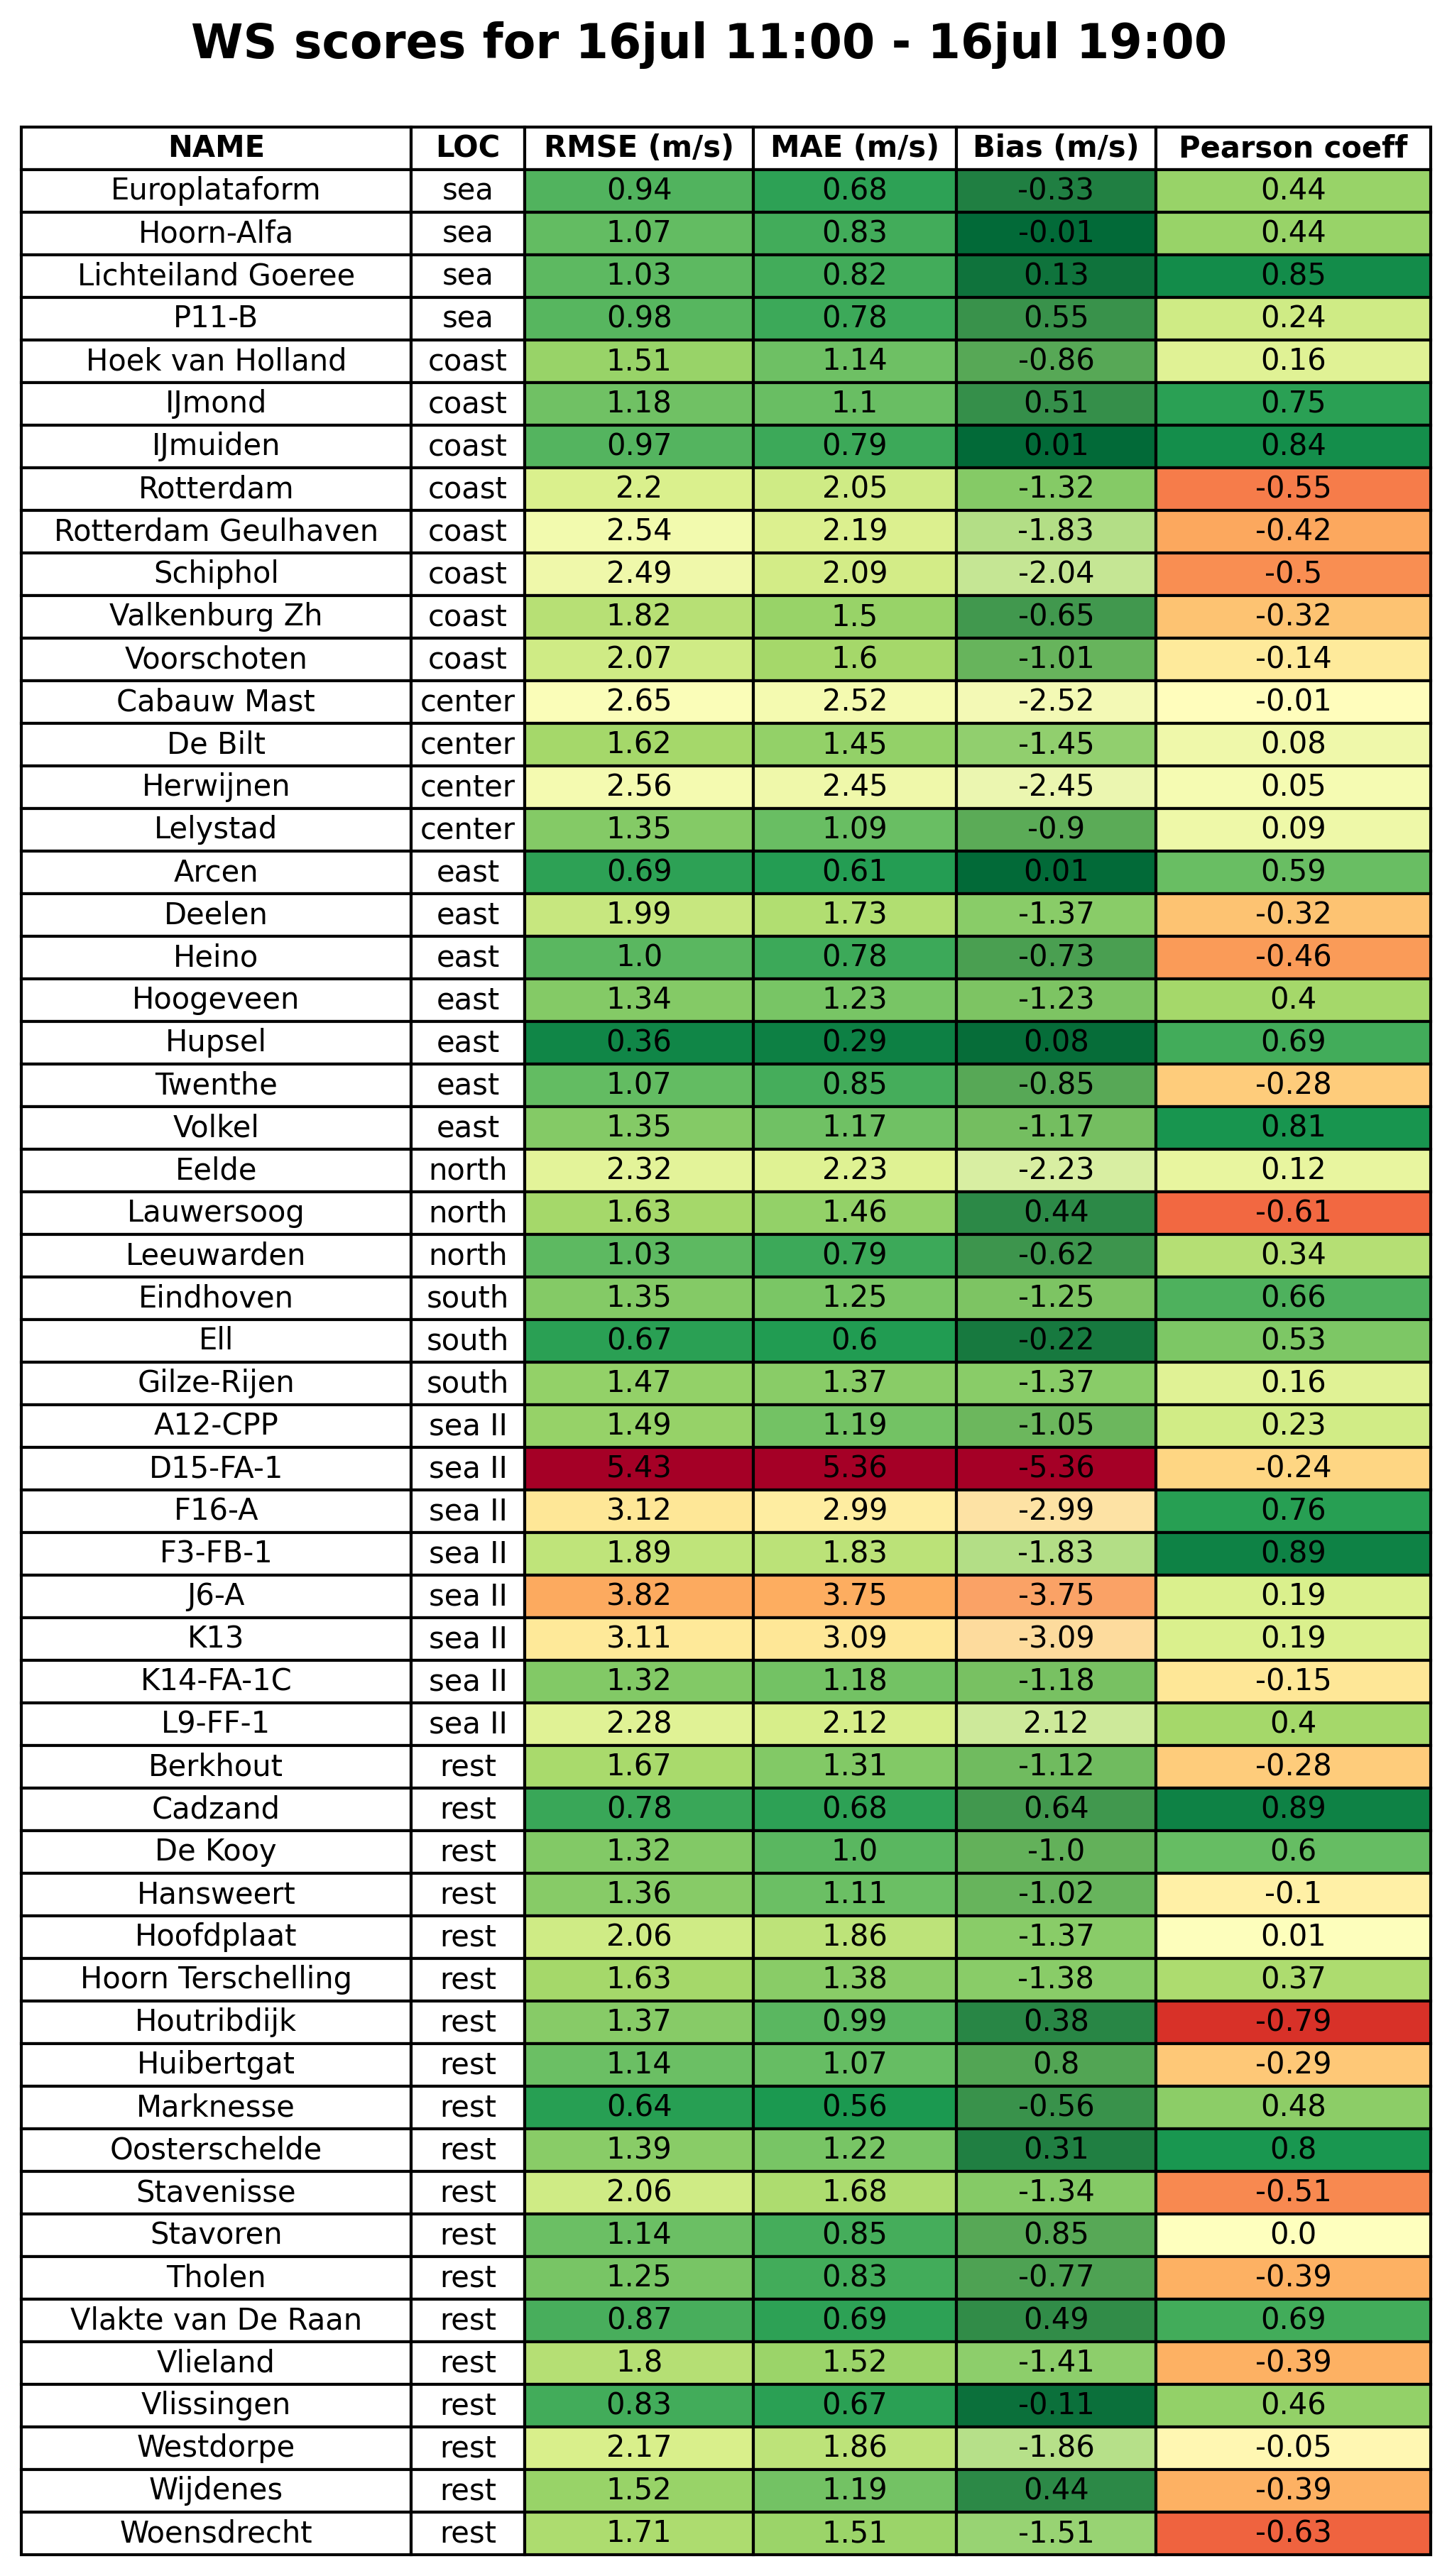 WS scores for 16jul 11:00 - 16jul 19:00
NAME LOC RMSE (m/s) MAE (m/s) Bias (m/s) Pearson coeff
Europlataform sea 0.94 0.68 -0.33 0.44
Hoorn-Alfa sea 1.07 0.83 -0.01 0.44
Lichteiland Goeree sea 1.03 0.82 0.13 0.85
P11-B sea 0.98 0.78 0.55 0.24
Hoek van Holland coast 1.51 1.14 -0.86 0.16
IJmond coast 1.18 1.1 0.51 0.75
IJmuiden coast 0.97 0.79 0.01 0.84
Rotterdam coast 2.2 2.05 -1.32 -0.55
Rotterdam Geulhaven coast 2.54 2.19 -1.83 -0.42
Schiphol coast 2.49 2.09 -2.04 -0.5
Valkenburg Zh coast 1.82 1.5 -0.65 -0.32
Voorschoten coast 2.07 1.6 -1.01 -0.14
Cabauw Mast center 2.65 2.52 -2.52 -0.01
De Bilt center 1.62 1.45 -1.45 0.08
Herwijnen center 2.56 2.45 -2.45 0.05
Lelystad center 1.35 1.09 -0.9 0.09
Arcen east 0.69 0.61 0.01 0.59
Deelen east 1.99 1.73 -1.37 -0.32
Heino east 1.0 0.78 -0.73 -0.46
Hoogeveen east 1.34 1.23 -1.23 0.4
Hupsel east 0.36 0.29 0.08 0.69
Twenthe east 1.07 0.85 -0.85 -0.28
Volkel east 1.35 1.17 -1.17 0.81
Eelde north 2.32 2.23 -2.23 0.12
Lauwersoog north 1.63 1.46 0.44 -0.61
Leeuwarden north 1.03 0.79 -0.62 0.34
Eindhoven south 1.35 1.25 -1.25 0.66
Ell south 0.67 0.6 -0.22 0.53
Gilze-Rijen south 1.47 1.37 -1.37 0.16
A12-CPP sea II 1.49 1.19 -1.05 0.23
D15-FA-1 sea II 5.43 5.36 -5.36 -0.24
F16-A sea II 3.12 2.99 -2.99 0.76
F3-FB-1 sea II 1.89 1.83 -1.83 0.89
J6-A sea II 3.82 3.75 -3.75 0.19
K13 sea II 3.11 3.09 -3.09 0.19
K14-FA-1C sea II 1.32 1.18 -1.18 -0.15
L9-FF-1 sea II 2.28 2.12 2.12 0.4
Berkhout rest 1.67 1.31 -1.12 -0.28
Cadzand rest 0.78 0.68 0.64 0.89
De Kooy rest 1.32 1.0 -1.0 0.6
Hansweert rest 1.36 1.11 -1.02 -0.1
Hoofdplaat rest 2.06 1.86 -1.37 0.01
Hoorn Terschelling rest 1.63 1.38 -1.38 0.37
Houtribdijk rest 1.37 0.99 0.38 -0.79
Huibertgat rest 1.14 1.07 0.8 -0.29
Marknesse rest 0.64 0.56 -0.56 0.48
Oosterschelde rest 1.39 1.22 0.31 0.8
Stavenisse rest 2.06 1.68 -1.34 -0.51
Stavoren rest 1.14 0.85 0.85 0.0
Tholen rest 1.25 0.83 -0.77 -0.39
Vlakte van De Raan rest 0.87 0.69 0.49 0.69
Vlieland rest 1.8 1.52 -1.41 -0.39
Vlissingen rest 0.83 0.67 -0.11 0.46
Westdorpe rest 2.17 1.86 -1.86 -0.05
Wijdenes rest 1.52 1.19 0.44 -0.39
Woensdrecht rest 1.71 1.51 -1.51 -0.63